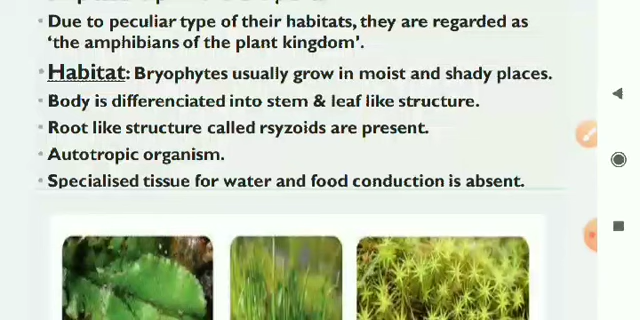 Due to peculiar type of their habitats, they are regarded as
‘the amphibians of the plant kingdom’.
Habitat: Bryophytes usually grow in moist and shady places.
Body is differenciated into stem & leaf like structure.
Root like structure called rsyzoids are present.
Autotropic organism.
Specialised tissue for water and food conduction is absent.